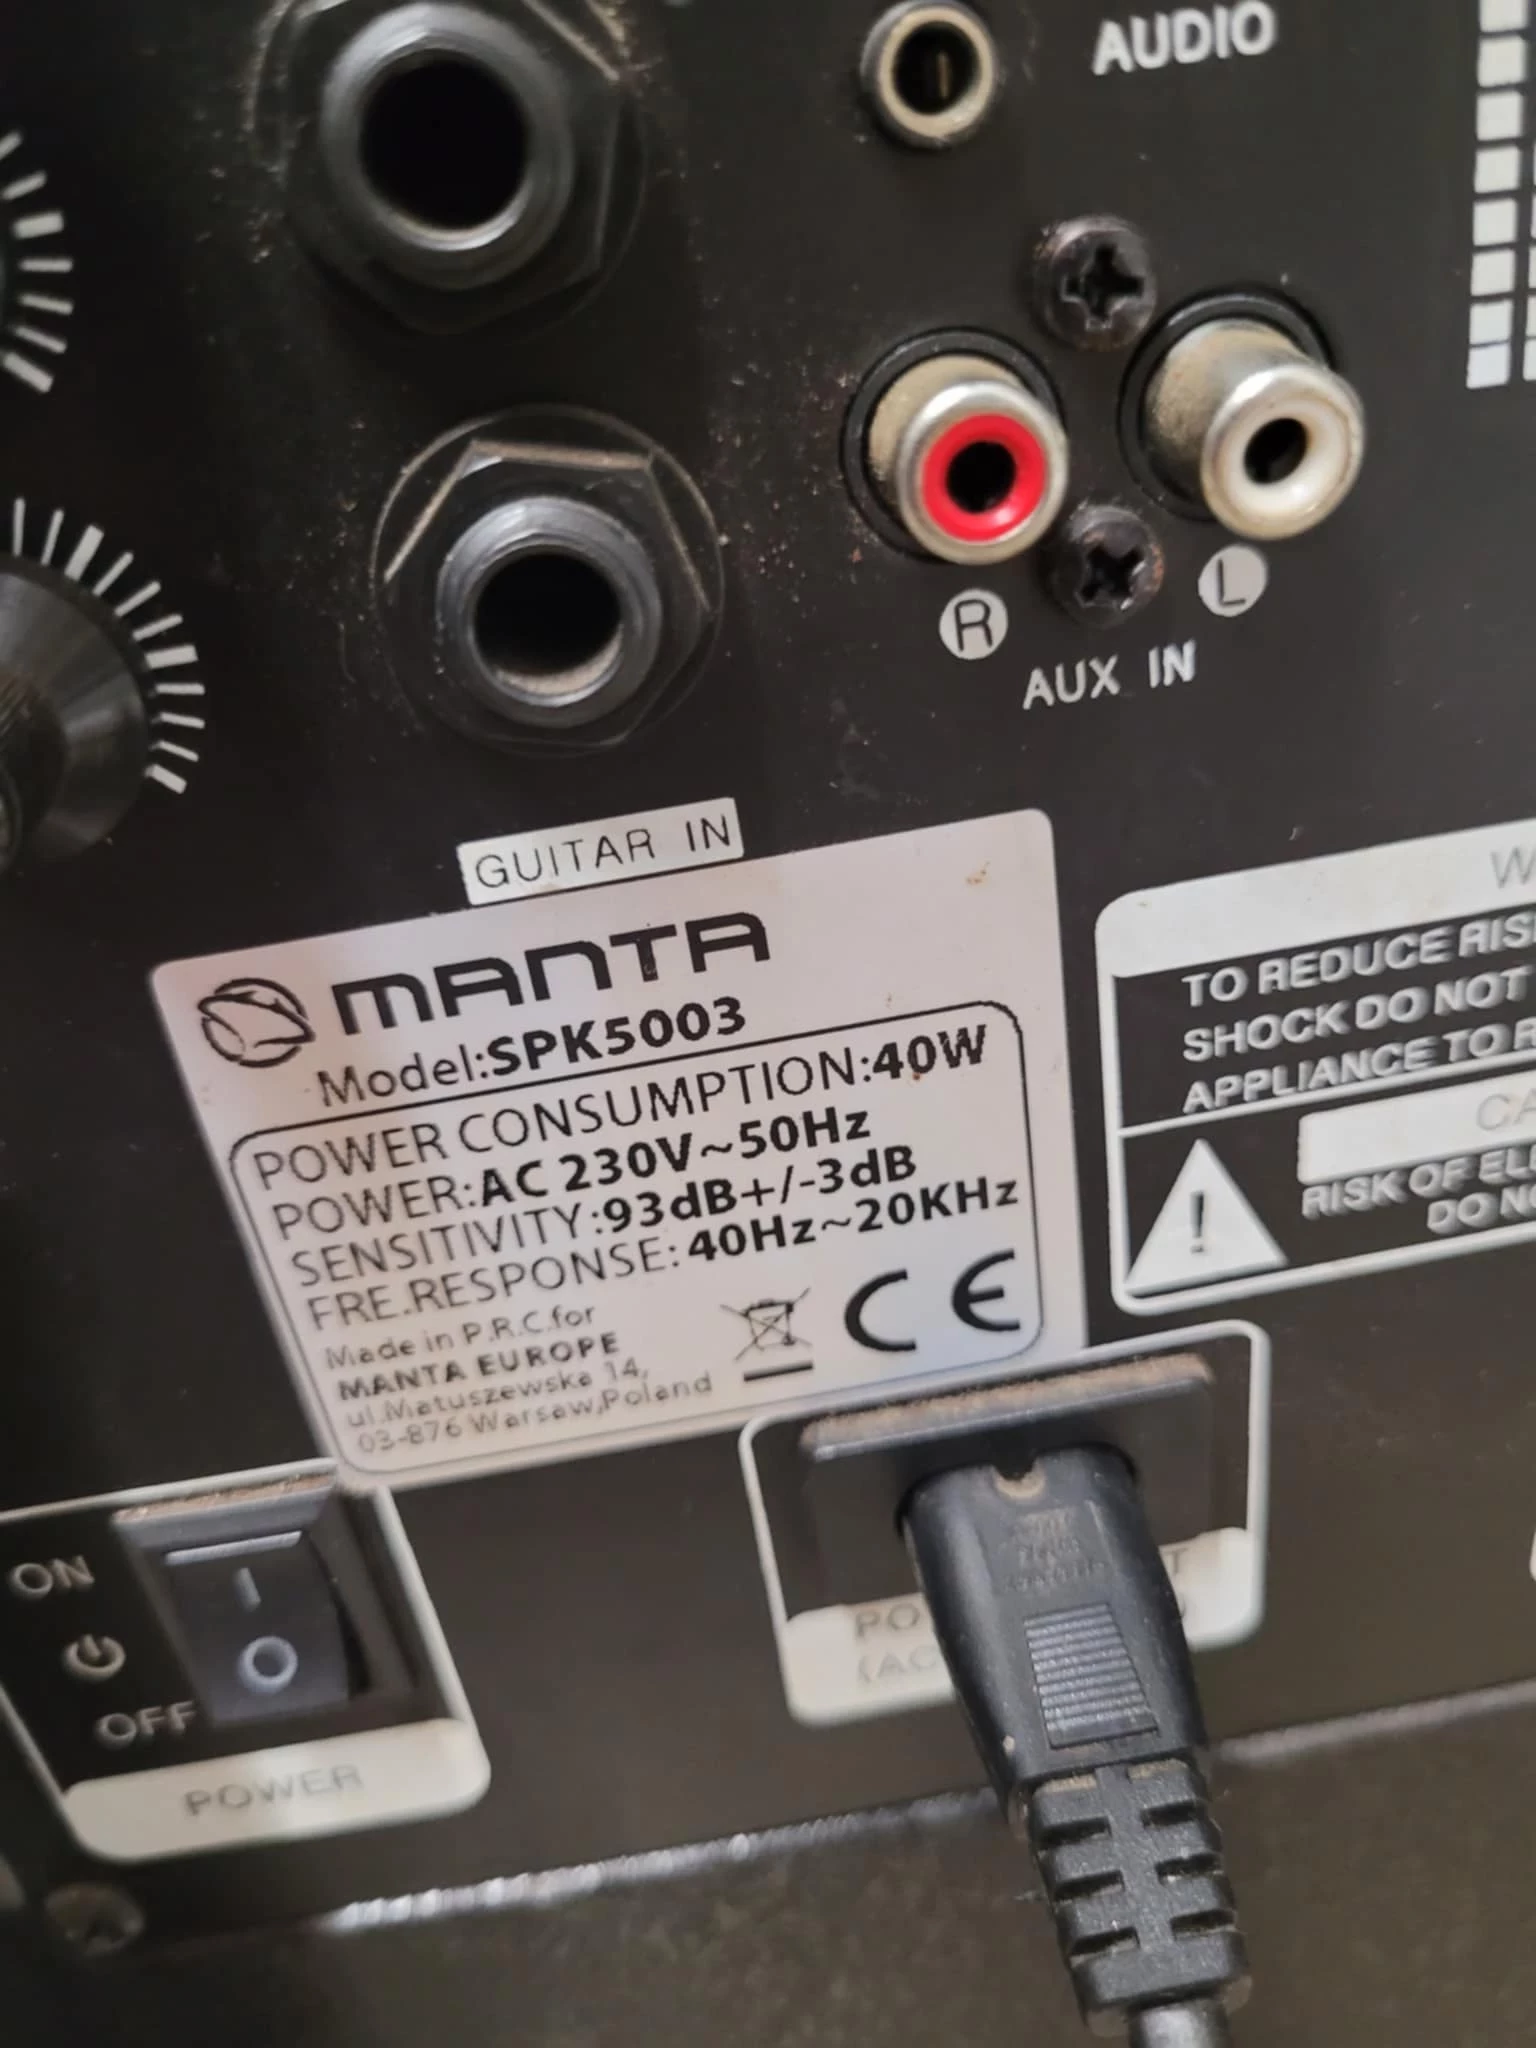 AUDIO
R
L
AUX IN
GUITAR IN
MANTA
Model:SPK5003
POWER CONSUMPTION:40W
POWER:AC 230V~50Hz
SENSITIVITY:93dB+/-3dB
FRE.RESPONSE:40Hz~20KHz
Made in P.R.C.for
MANTA EUROPE
ul.Matuszewska 14,
03-876 Warsaw,Poland
CE
TO REDUCE
SHOCK DO NOT
APPLIANCE TO
!
RISK OF
DO
ON
I
O
OFF
POWER